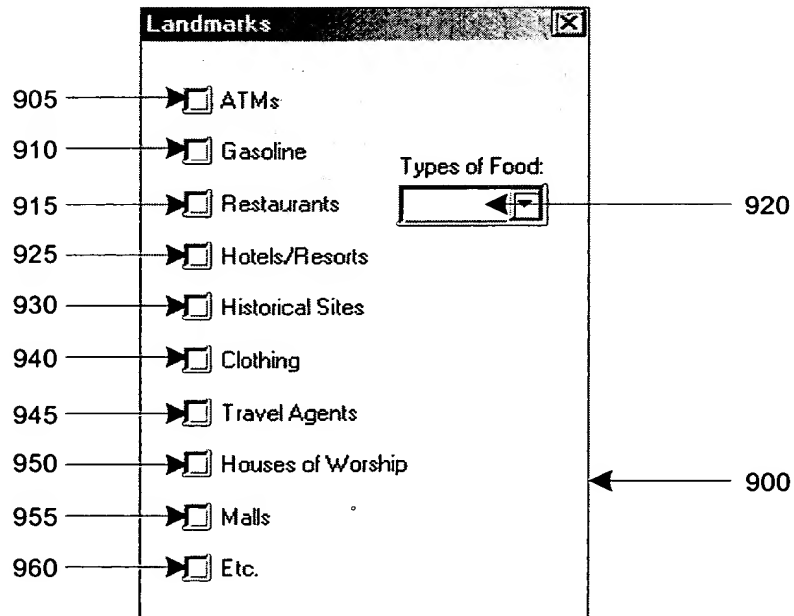 Landmarks
905 ATMs
910 Gasoline
Types of Food:
915 Restaurants 920
925 Hotels/Resorts
930 Historical Sites
940 Clothing
945 Travel Agents
950 Houses of Worship
900
955 Malls
960 Etc.